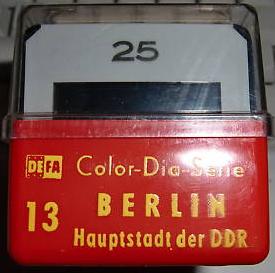 25
DEFA Color-Dia-Serie
13 BERLIN
Hauptstadt der DDR